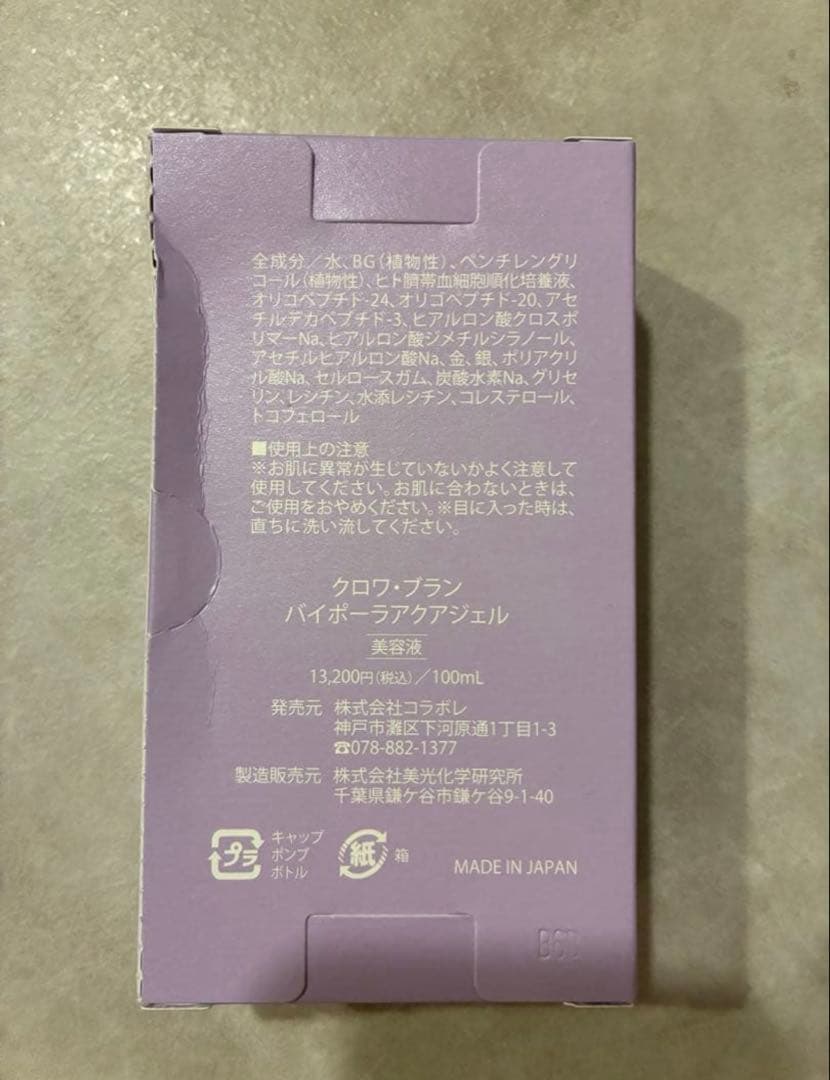 全成分／水、BG(植物性)、ペンチレングリ
コール(植物性)、ヒト臍帯血細胞順化培養液、
オリゴペプチド-24、オリゴペプチド-20、アセ
チルデカペプチド-3、ヒアルロン酸クロスポ
リマーNa、ヒアルロン酸ジメチルシラノール、
アセチルヒアルロン酸Na、金、銀、ポリアクリ
ル酸Na、セルロースガム、炭酸水素Na、グリセ
リン、レシチン、水添レシチン、コレステロール、
トコフェロール
■使用上の注意
※お肌に異常が生じていないかよく注意して
使用してください。お肌に合わないときは、
ご使用をおやめください。※目に入った時は、
直ちに洗い流してください。
クロワ・ブラン
バイポーラアクアジェル
美容液
13,200円(税込)／100mL
発売元 株式会社コラボレ
神戸市灘区下河原通1丁目1-3
☎078-882-1377
製造販売元 株式会社美光化学研究所
千葉県鎌ケ谷市鎌ケ谷9-1-40
プラ キャップ
ポンプ
ボトル
紙 箱
MADE IN JAPAN